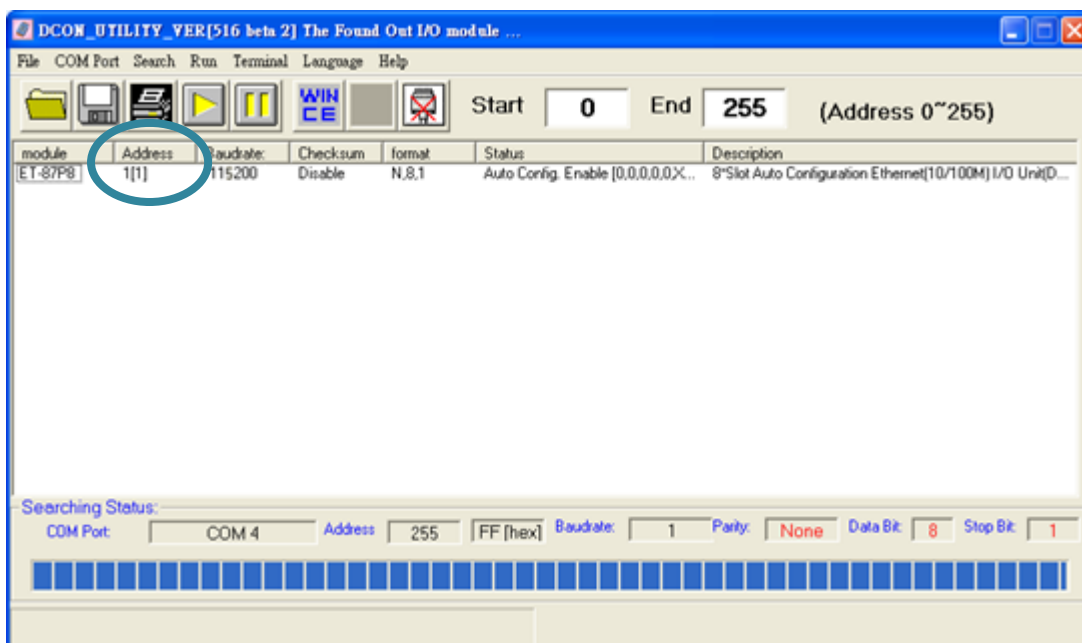 DCON_UTILITY_VER[516 beta 2] The Found Out I/O module ...
File COM Port Search Run Terminal Language Help
WIN CE Start 0 End 255 (Address 0~255)
module Address Baudrate: Checksum format Status Description
ET-87P8 1[1] 115200 Disable N,8,1 Auto Config. Enable [0,0,0,0,0,X... 8*Slot Auto Configuration Ethernet(10/100M) I/O Unit(D...
Searching Status:
COM Port: COM 4 Address 255 FF [hex] Baudrate: 1 Parity: None Data Bit: 8 Stop Bit: 1